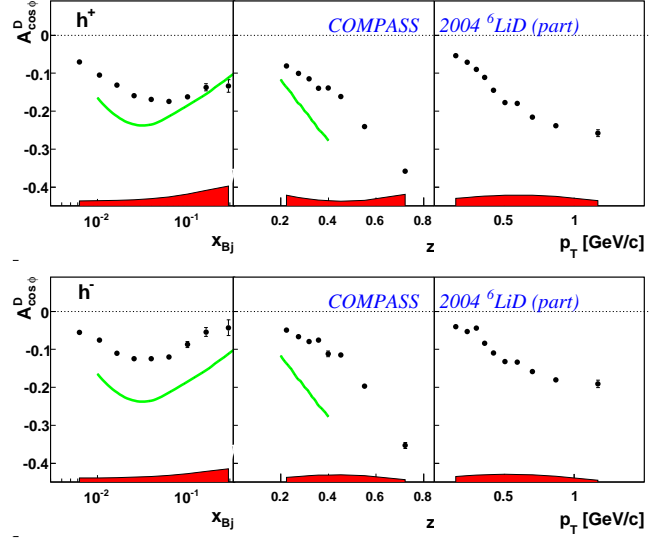 A^D_cos ϕ
h⁺
COMPASS 2004 ⁶LiD (part)
0
-0.1
-0.2
-0.3
-0.4
10⁻² 10⁻¹ 0.2 0.4 0.6 0.8 0.5 1
x_Bj z p_T [GeV/c]
A^D_cos ϕ
h⁻
COMPASS 2004 ⁶LiD (part)
0
-0.1
-0.2
-0.3
-0.4
10⁻² 10⁻¹ 0.2 0.4 0.6 0.8 0.5 1
x_Bj z p_T [GeV/c]